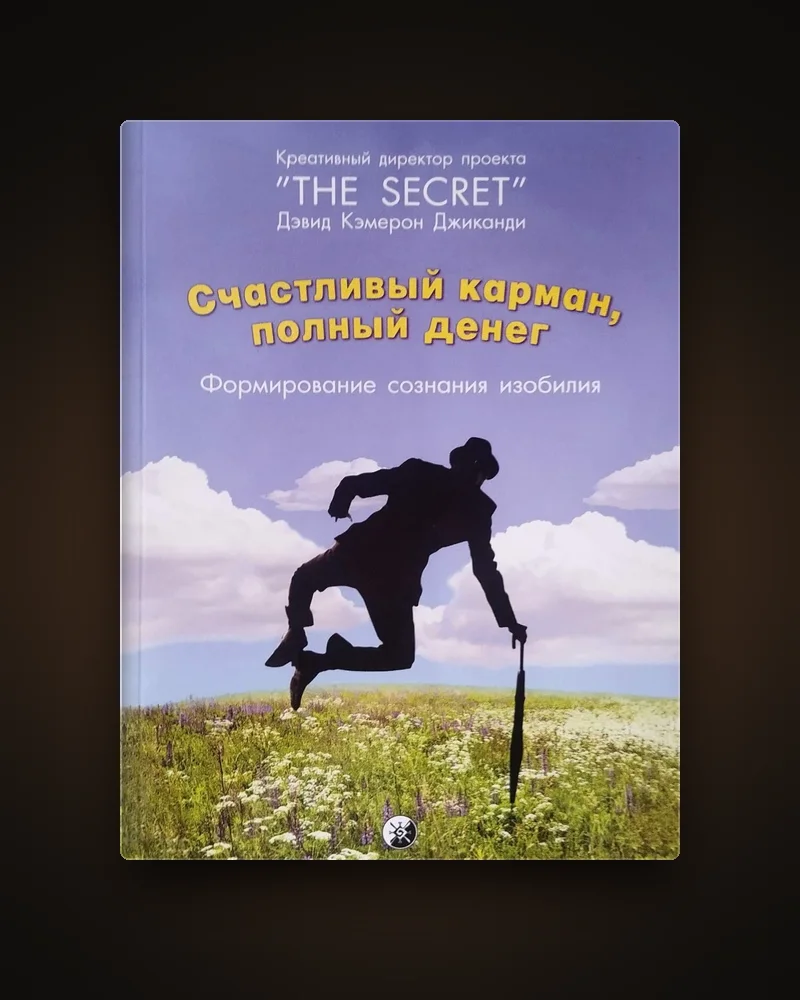 Креативный директор проекта
"THE SECRET"
Дэвид Кэмерон Джиканди
Счастливый карман,
полный денег
Формирование сознания изобилия